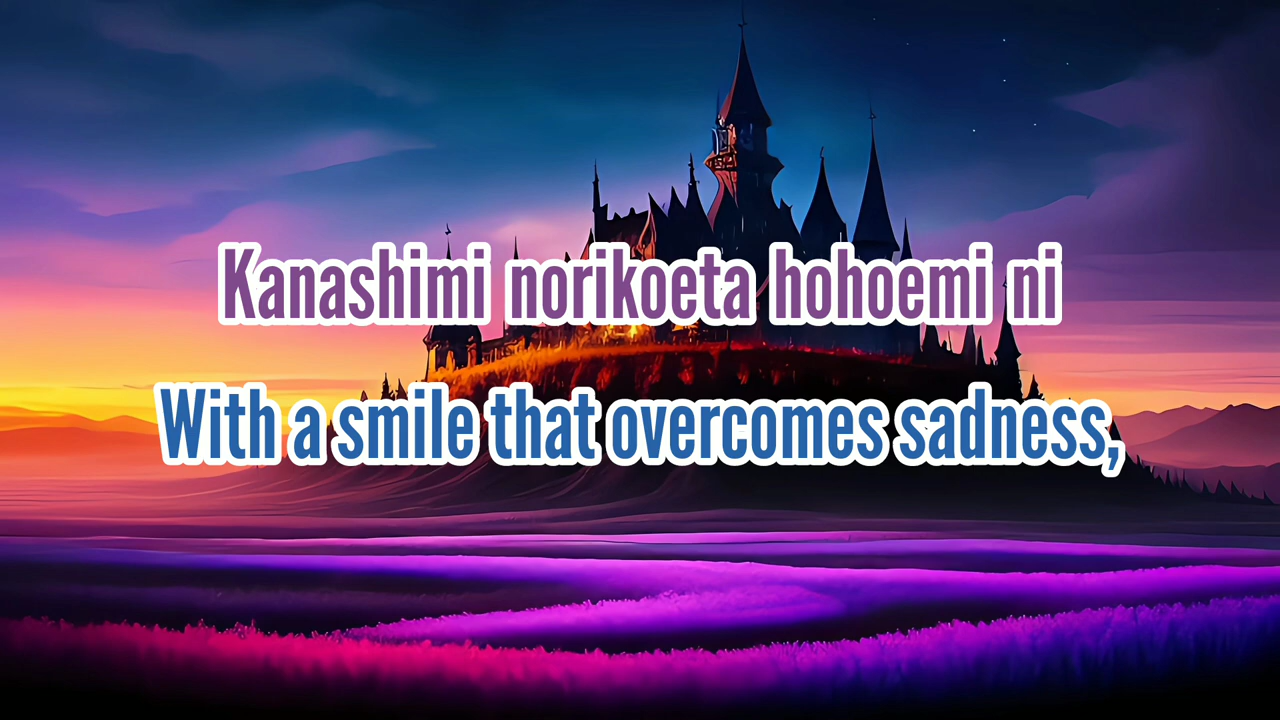 Kanashimi norikoeta hohoemi ni
With a smile that overcomes sadness,